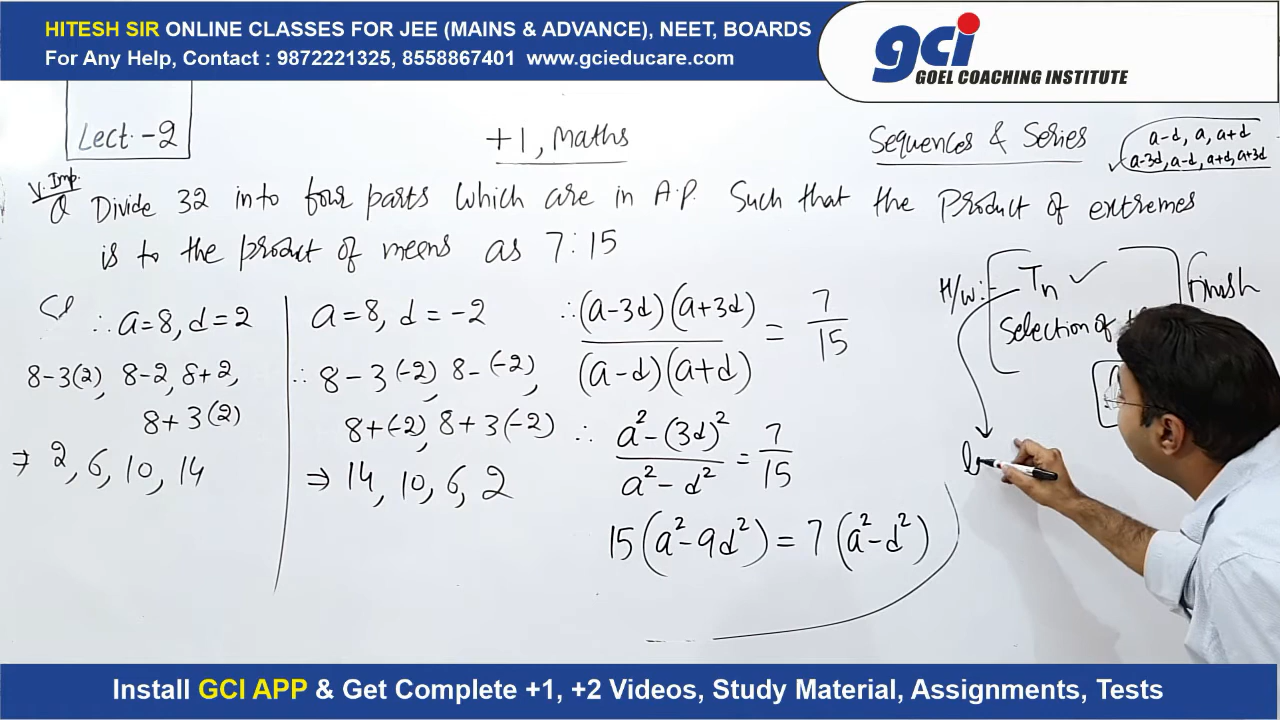 HITESH SIR ONLINE CLASSES FOR JEE (MAINS & ADVANCE), NEET, BOARDS
For Any Help, Contact : 9872221325, 8558867401 www.gcieducare.com
gci
GOEL COACHING INSTITUTE
Lect. -2
+1, Maths
Sequences & Series
a-d, a, a+d
a-3d, a-d, a+d, a+3d
V. Imp.
Q Divide 32 into four parts which are in A.P. Such that the product of extremes
is to the product of means as 7:15
∴ a=8, d=2
8-3(2), 8-2, 8+2,
8+3(2)
⇒ 2, 6, 10, 14
a=8, d=-2
∴ 8-3(-2), 8-(-2),
8+(-2), 8+3(-2)
⇒ 14, 10, 6, 2
∴ (a-3d)(a+3d) / (a-d)(a+d) = 7/15
∴ a²-(3d)² / a²-d² = 7/15
15(a²-9d²) = 7(a²-d²)
H/w:- Tn ✓ Finish
Selection of
Install GCI APP & Get Complete +1, +2 Videos, Study Material, Assignments, Tests